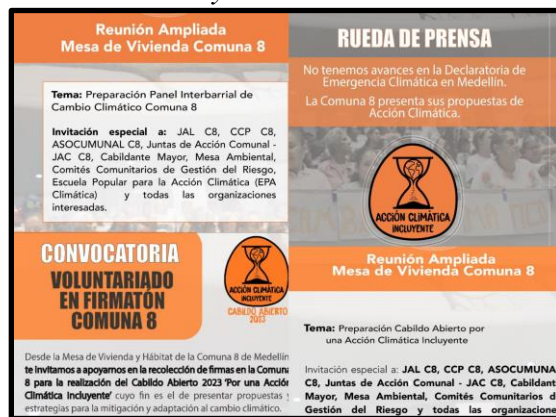 Reunión Ampliada
Mesa de Vivienda Comuna 8
Tema: Preparación Panel Interbarrial de
Cambio Climático Comuna 8
Invitación especial a: JAL C8, CCP C8,
ASOCUMUNAL C8, Juntas de Acción Comunal -
JAC C8, Cabildante Mayor, Mesa Ambiental,
Comités Comunitarios de Gestión del Riesgo,
Escuela Popular para la Acción Climática (EPA
Climática) y todas las organizaciones
interesadas.
CONVOCATORIA
VOLUNTARIADO
EN FIRMATÓN
COMUNA 8
ACCIÓN CLIMÁTICA
INCLUYENTE
CABILDO ABIERTO
2023
Desde la Mesa de Vivienda y Hábitat de la Comuna 8 de Medellín
te invitamos a apoyarnos en la recolección de firmas en la Comuna
8 para la realización del Cabildo Abierto 2023 'Por una Acción
Climática Incluyente' cuyo fin es el de presentar propuestas y
estrategias para la mitigación y adaptación al cambio climático.
RUEDA DE PRENSA
No tenemos avances en la Declaratoria de
Emergencia Climática en Medellín.
La Comuna 8 presenta sus propuestas de
Acción Climática.
ACCIÓN CLIMÁTICA
INCLUYENTE
Reunión Ampliada
Mesa de Vivienda Comuna 8
Tema: Preparación Cabildo Abierto por
una Acción Climática Incluyente
Invitación especial a: JAL C8, CCP C8, ASOCUMUNA
C8, Juntas de Acción Comunal - JAC C8, Cabildant
Mayor, Mesa Ambiental, Comités Comunitarios d
Gestión del Riesgo y todas las organizacione